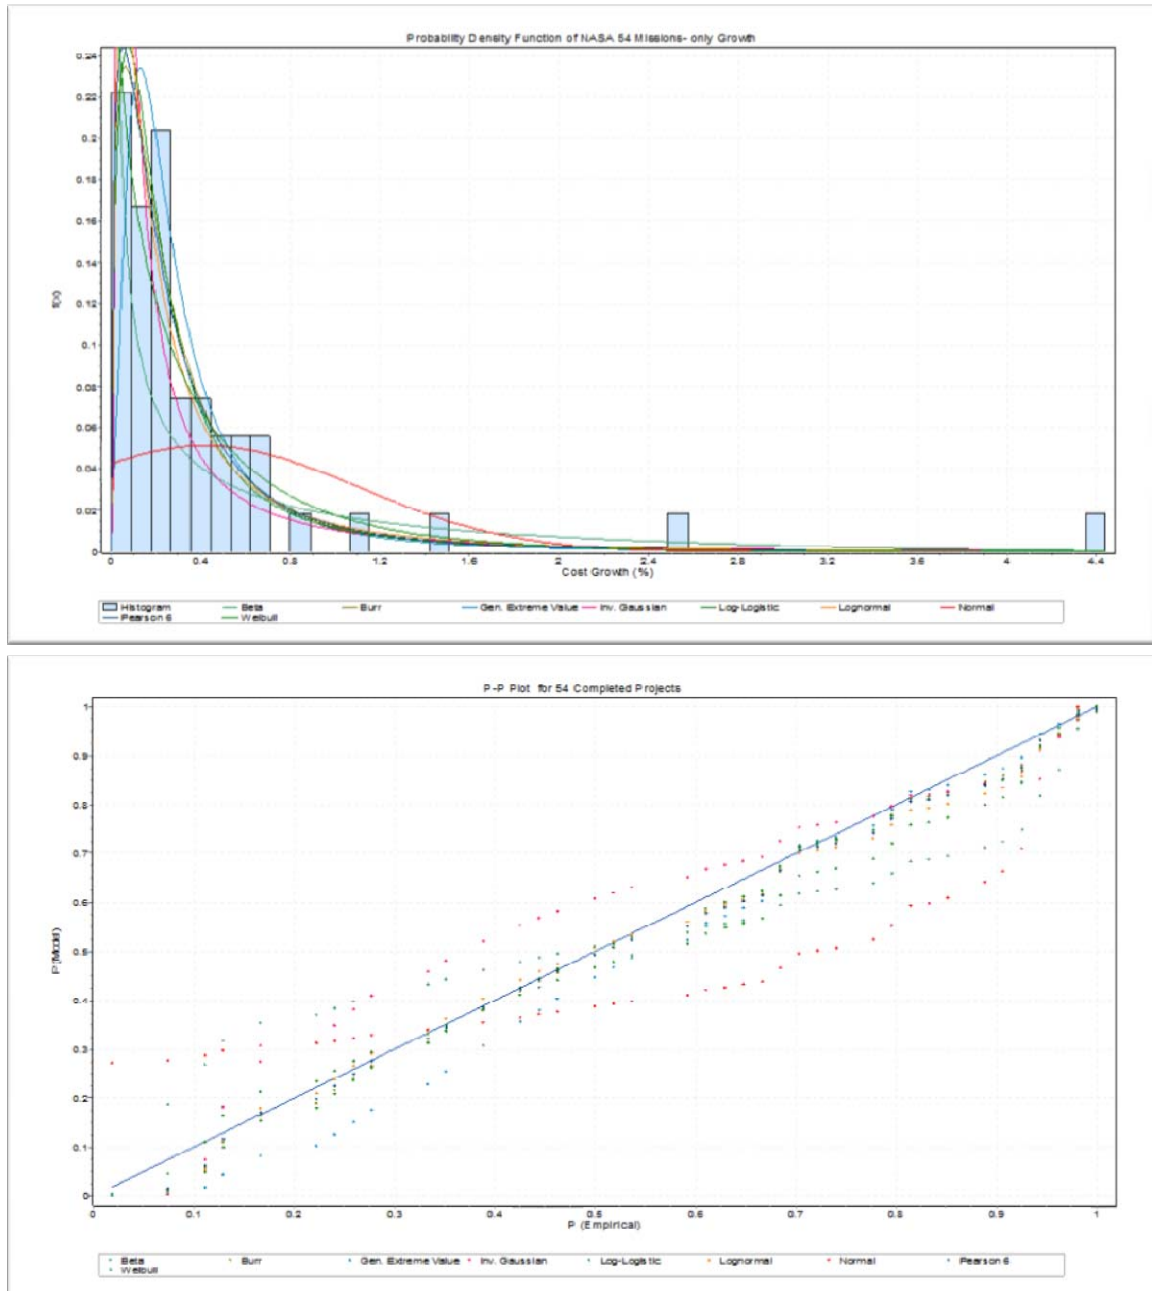 Probability Density Function of NASA 54 Missions- only Growth
0.24
0.22
0.2
0.18
0.16
0.14
0.12
0.1
0.08
0.06
0.04
0.02
0
f(x)
0 0.4 0.8 1.2 1.6 2 2.4 2.8 3.2 3.6 4 4.4
Cost Growth (%)
Histogram Beta Burr Gen. Extreme Value Inv. Gaussian Log-Logistic Lognormal Normal
Pearson 6 Weibull
P-P Plot for 54 Completed Projects
1
0.9
0.8
0.7
0.6
0.5
0.4
0.3
0.2
0.1
0
P (Model)
0 0.1 0.2 0.3 0.4 0.5 0.6 0.7 0.8 0.9 1
P (Empirical)
Beta Burr Gen. Extreme Value Inv. Gaussian Log-Logistic Lognormal Normal Pearson 6
Weibull